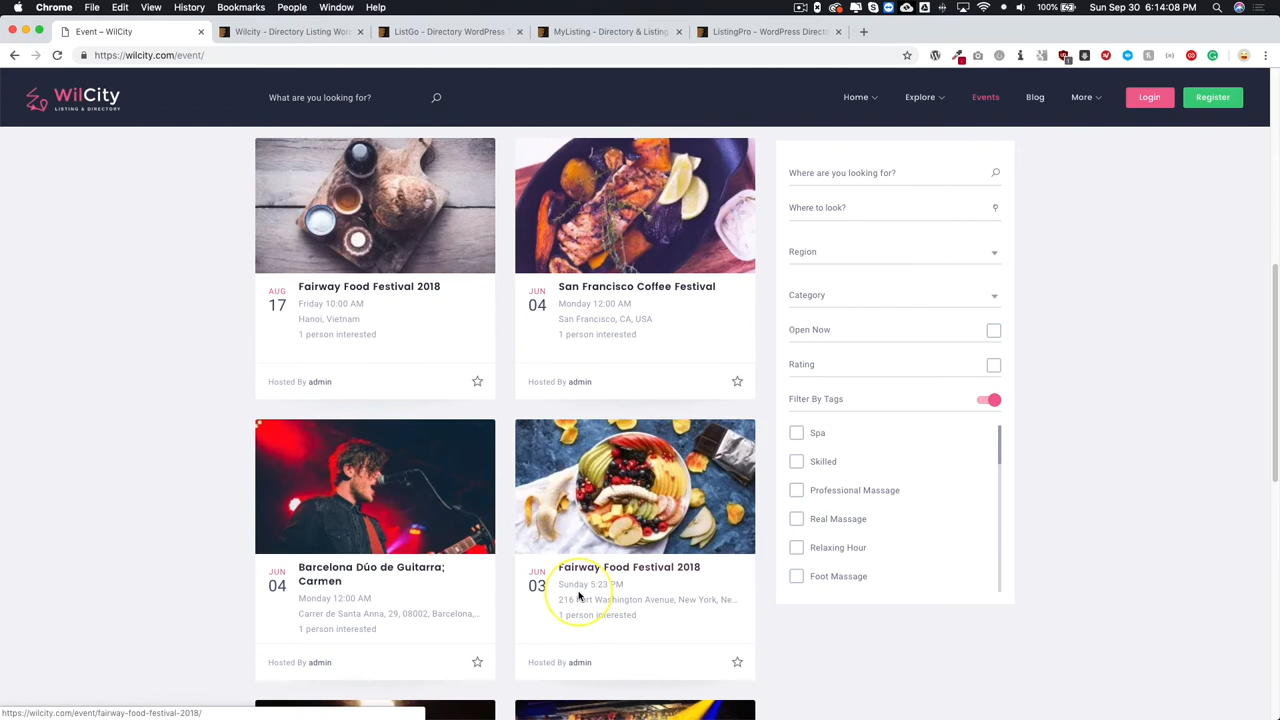 Chrome File Edit View History Bookmarks People Window Help
100% Sun Sep 30 6:14:08 PM
Event – WilCity
Wilcity - Directory Listing Wor
ListGo - Directory WordPress T
MyListing - Directory & Listing
ListingPro - WordPress Direct
https://wilcity.com/event/
WilCity
LISTING & DIRECTORY
What are you looking for?
Home Explore Events Blog More Login Register
AUG
17
Fairway Food Festival 2018
Friday 10:00 AM
Hanoi, Vietnam
1 person interested
Hosted By admin
JUN
04
San Francisco Coffee Festival
Monday 12:00 AM
San Francisco, CA, USA
1 person interested
Hosted By admin
JUN
04
Barcelona Dúo de Guitarra;
Carmen
Monday 12:00 AM
Carrer de Santa Anna, 29, 08002, Barcelona,...
1 person interested
Hosted By admin
JUN
03
Fairway Food Festival 2018
Sunday 5:23 PM
216 Fort Washington Avenue, New York, Ne...
1 person interested
Hosted By admin
Where are you looking for?
Where to look?
Region
Category
Open Now
Rating
Filter By Tags
Spa
Skilled
Professional Massage
Real Massage
Relaxing Hour
Foot Massage
https://wilcity.com/event/fairway-food-festival-2018/